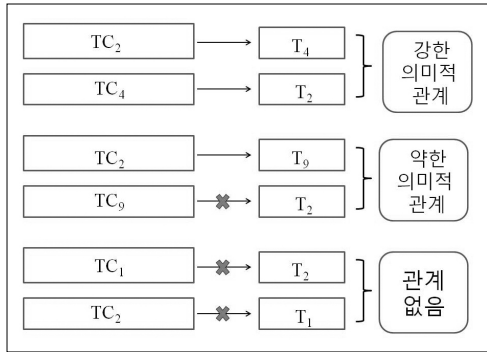 TC₂ T₄
TC₄ T₂
강한
의미적
관계
TC₂ T₉
TC₉ T₂
약한
의미적
관계
TC₁ T₂
TC₂ T₁
관계
없음